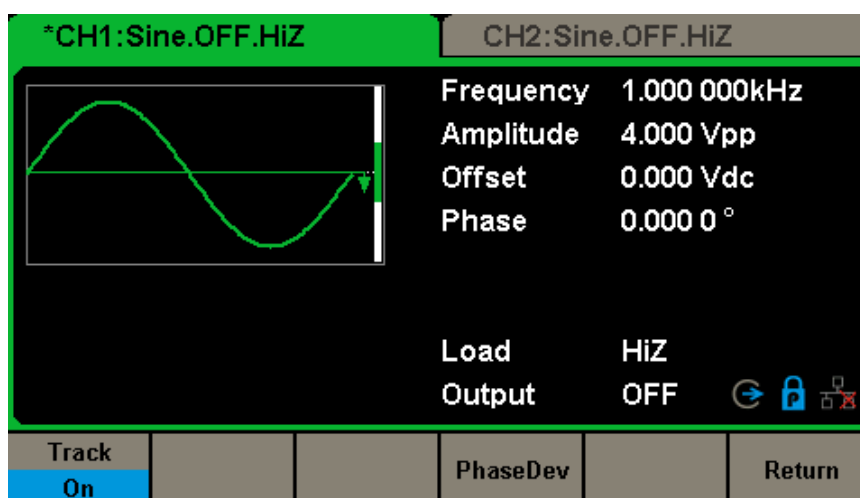 *CH1:Sine.OFF.HiZ
CH2:Sine.OFF.HiZ
Frequency 1.000 000kHz
Amplitude 4.000 Vpp
Offset 0.000 Vdc
Phase 0.000 0 °
Load HiZ
Output OFF
P
Track
On
PhaseDev
Return